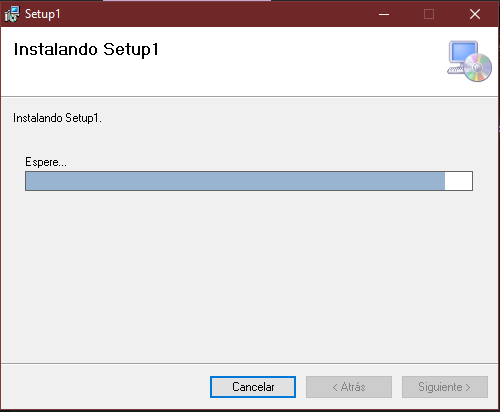 Setup1
Instalando Setup1
Instalando Setup1.
Espere...
Cancelar
< Atrás
Siguiente >